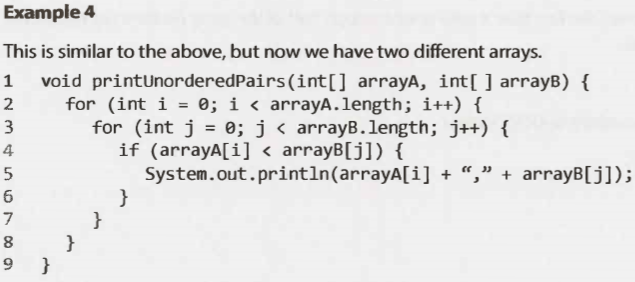 Example 4
This is similar to the above, but now we have two different arrays.
1 void printUnorderedPairs(int[] arrayA, int[ ] arrayB) {
2 for (int i = 0; i < arrayA.length; i++) {
3 for (int j = 0; j < arrayB.length; j++) {
4 if (arrayA[i] < arrayB[j]) {
5 System.out.println(arrayA[i] + “,” + arrayB[j]);
6 }
7 }
8 }
9 }